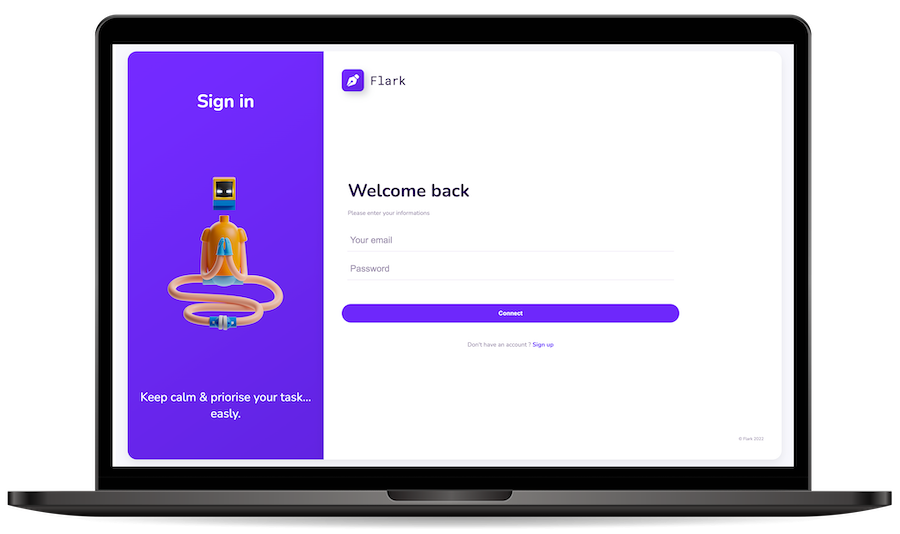 Sign in
Keep calm & priorise your task...
easly.
Flark
Welcome back
Please enter your informations
Your email
Password
Connect
Don't have an account ? Sign up
© Flark 2023